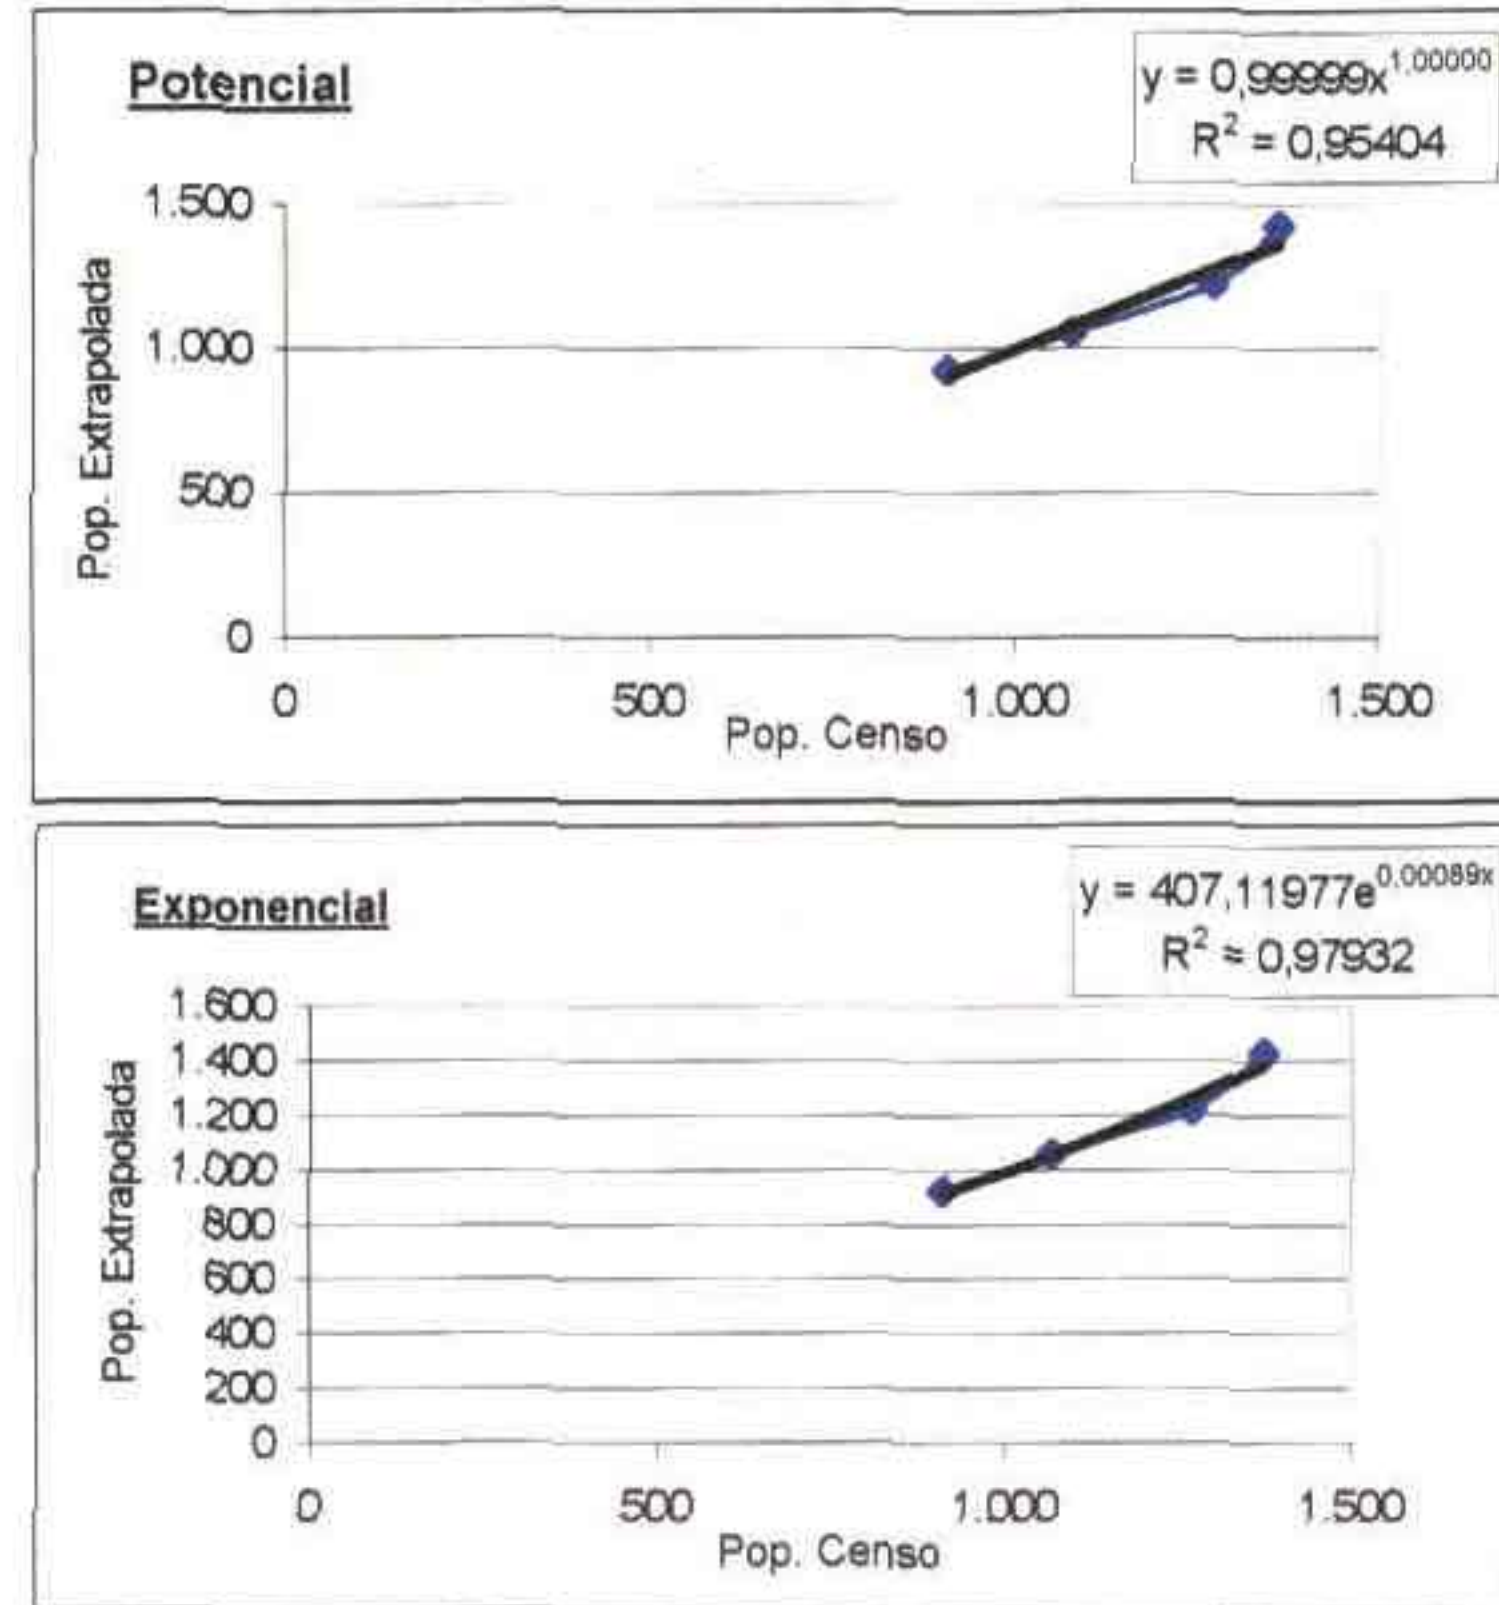 Potencial
y = 0,99999x^1,00000
R² = 0,95404
1.500
1.000
500
0
Pop. Extrapolada
0 500 1.000 1.500
Pop. Censo
Exponencial
y = 407,11977e^0.00089x
R² = 0,97932
1.600
1.400
1.200
1.000
800
600
400
200
0
Pop. Extrapolada
0 500 1.000 1.500
Pop. Censo